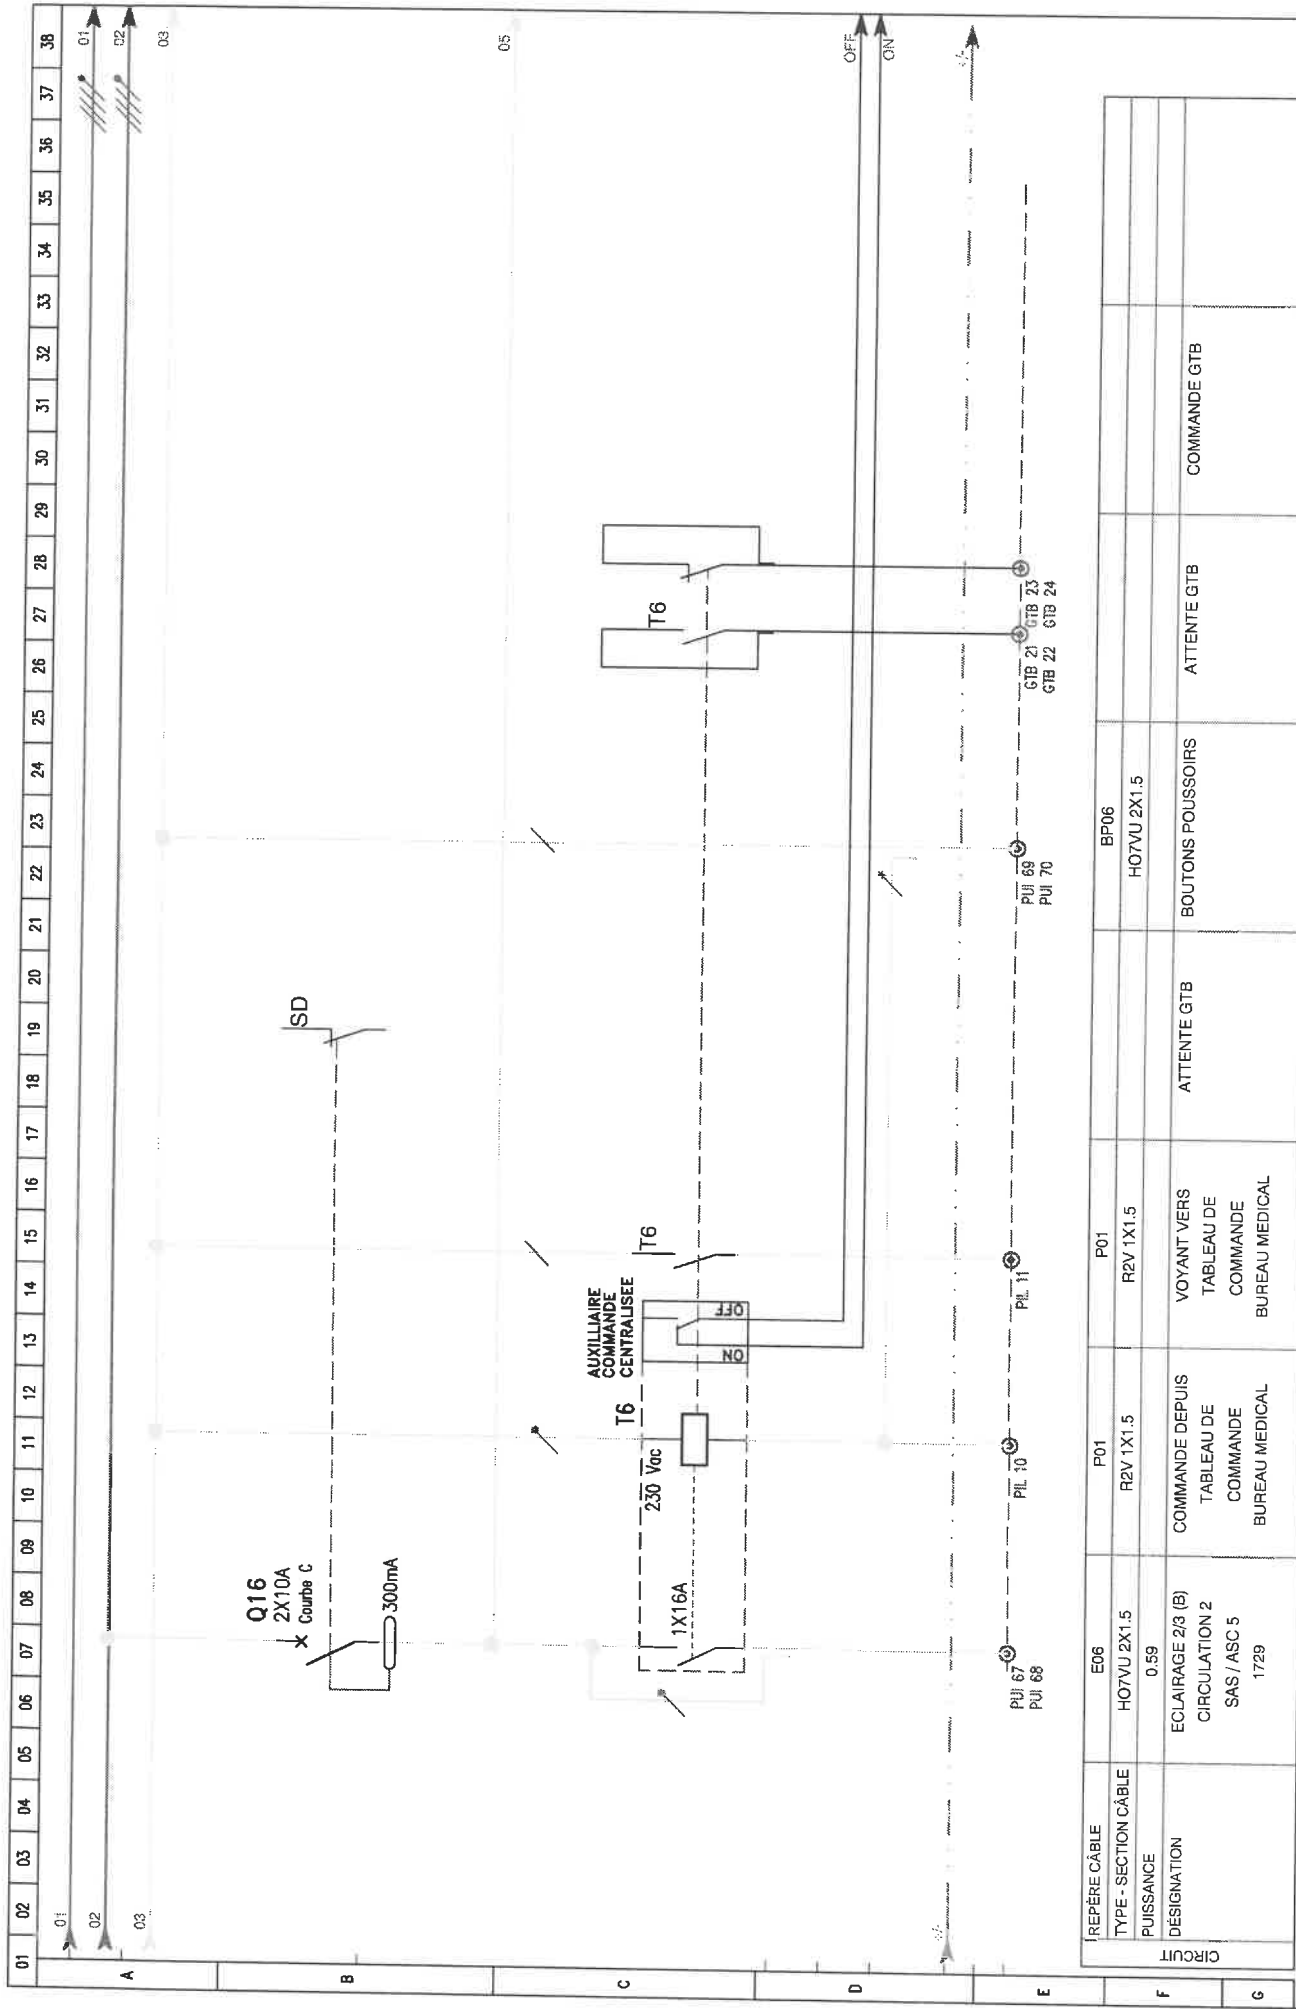 01 02 03 04 05 06 07 08 09 10 11 12 13 14 15 16 17 18 19 20 21 22 23 24 25 26 27 28 29 30 31 32 33 34 35 36 37 38
A
B
C
D
E
F
G
01
02
03
01
02
03
05
Q16
2X10A
Courbe C
300mA
SD
AUXILLIAIRE
COMMANDE
CENTRALISEE
T6
230 Vac
1X16A
ON
OFF
T6
T6
OFF
ON
+/-
+/-
PUI 67
PUI 68
PIL 10
PIL 11
PUI 69
PUI 70
GTB 21
GTB 22
GTB 23
GTB 24
CIRCUIT
REPÈRE CÂBLE E06 P01 P01 BP06
TYPE - SECTION CÂBLE HO7VU 2X1.5 R2V 1X1.5 R2V 1X1.5 HO7VU 2X1.5
PUISSANCE 0.59
DÉSIGNATION
ECLAIRAGE 2/3 (B)
CIRCULATION 2
SAS / ASC 5
1729
COMMANDE DEPUIS
TABLEAU DE
COMMANDE
BUREAU MEDICAL
VOYANT VERS
TABLEAU DE
COMMANDE
BUREAU MEDICAL
ATTENTE GTB
BOUTONS POUSSOIRS
ATTENTE GTB
COMMANDE GTB